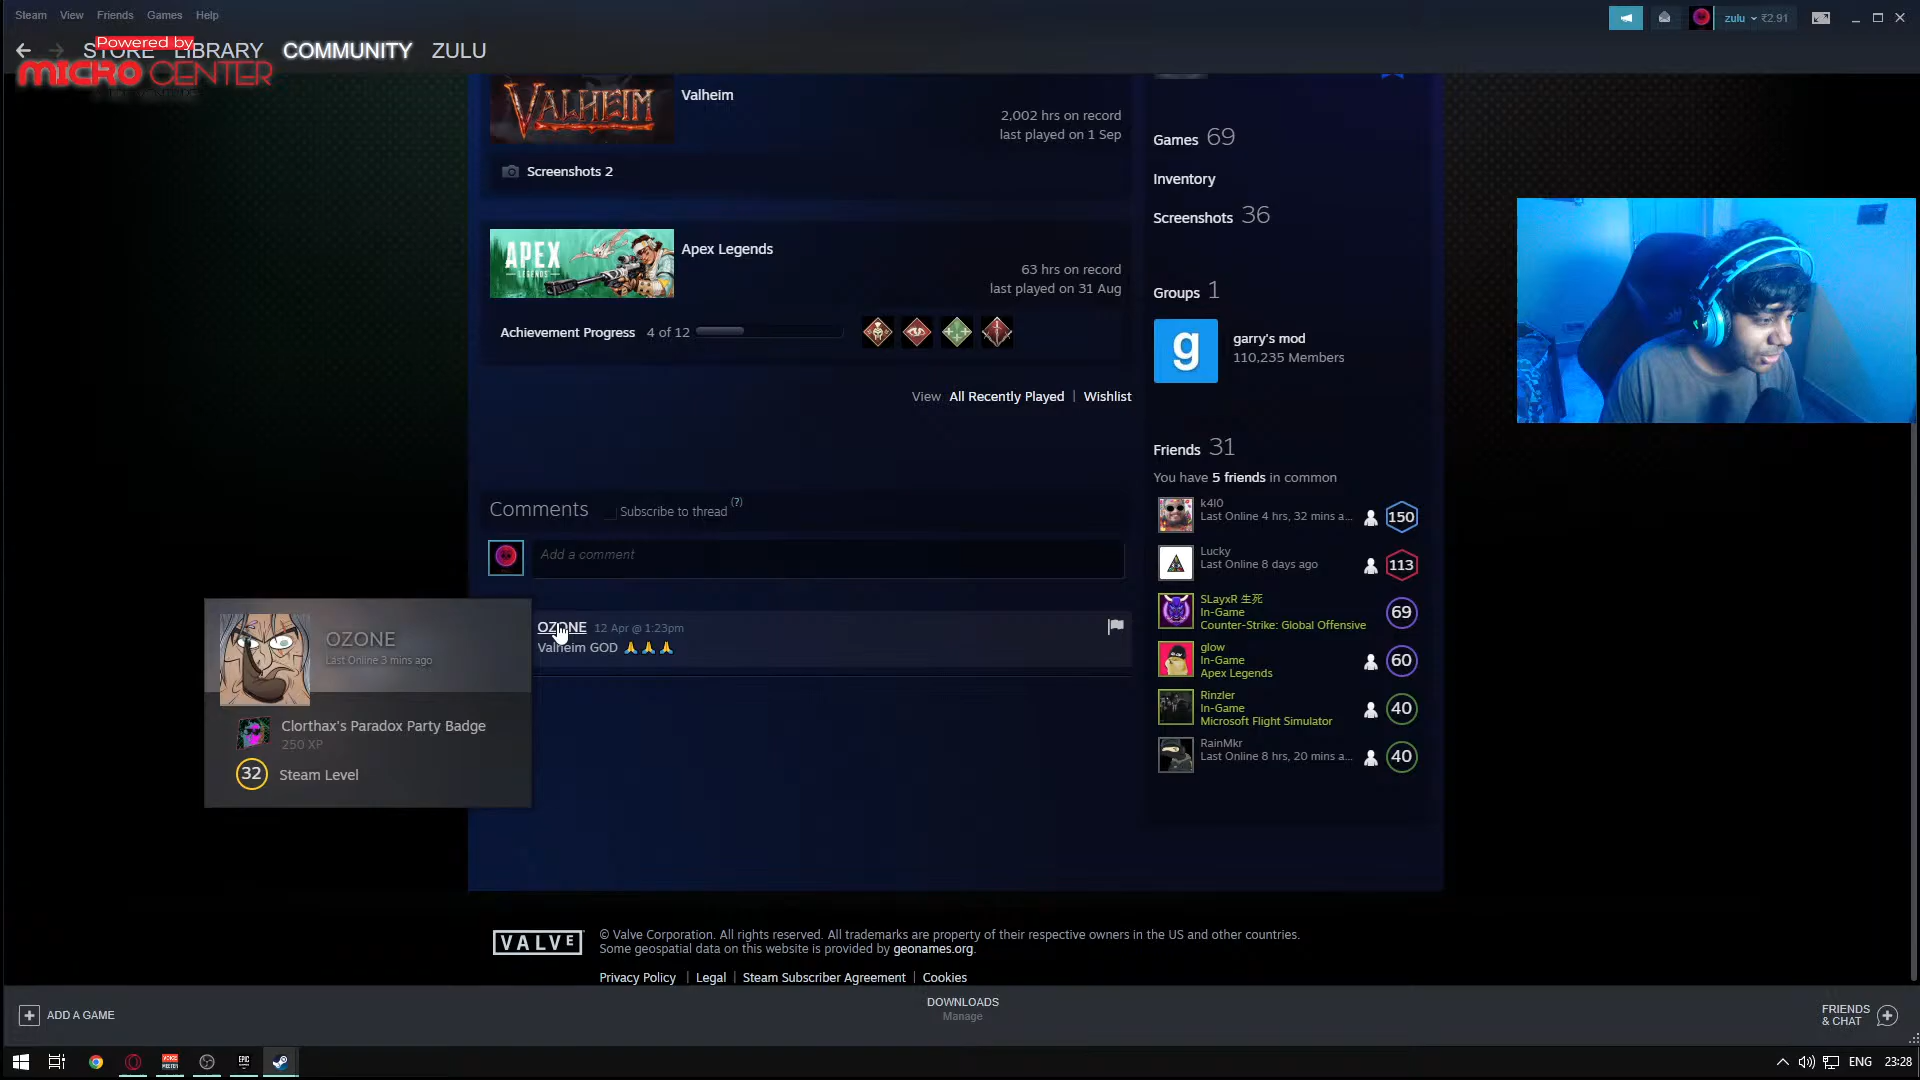 Steam View Friends Games Help
zulu ₹2.91
STORE LIBRARY COMMUNITY ZULU
Powered by
MICRO CENTER
VALHEIM
Valheim
2,002 hrs on record
last played on 1 Sep
Screenshots 2
APEX
LEGENDS
Apex Legends
63 hrs on record
last played on 31 Aug
Achievement Progress 4 of 12
View All Recently Played | Wishlist
Comments Subscribe to thread (?)
Add a comment
OZONE 12 Apr @ 1:23pm
Valheim GOD 🙏 🙏 🙏
OZONE
Last Online 3 mins ago
Clorthax's Paradox Party Badge
250 XP
32 Steam Level
Games 69
Inventory
Screenshots 36
Groups 1
g
garry's mod
110,235 Members
Friends 31
You have 5 friends in common
k4l0
Last Online 4 hrs, 32 mins a...
150
Lucky
Last Online 8 days ago
113
SLayxR 生死
In-Game
Counter-Strike: Global Offensive
69
glow
In-Game
Apex Legends
60
Rinzler
In-Game
Microsoft Flight Simulator
40
RainMkr
Last Online 8 hrs, 20 mins a...
40
VALVE
© Valve Corporation. All rights reserved. All trademarks are property of their respective owners in the US and other countries.
Some geospatial data on this website is provided by geonames.org.
Privacy Policy | Legal | Steam Subscriber Agreement | Cookies
ADD A GAME
DOWNLOADS
Manage
FRIENDS
& CHAT
EPIC
ENG 23:28